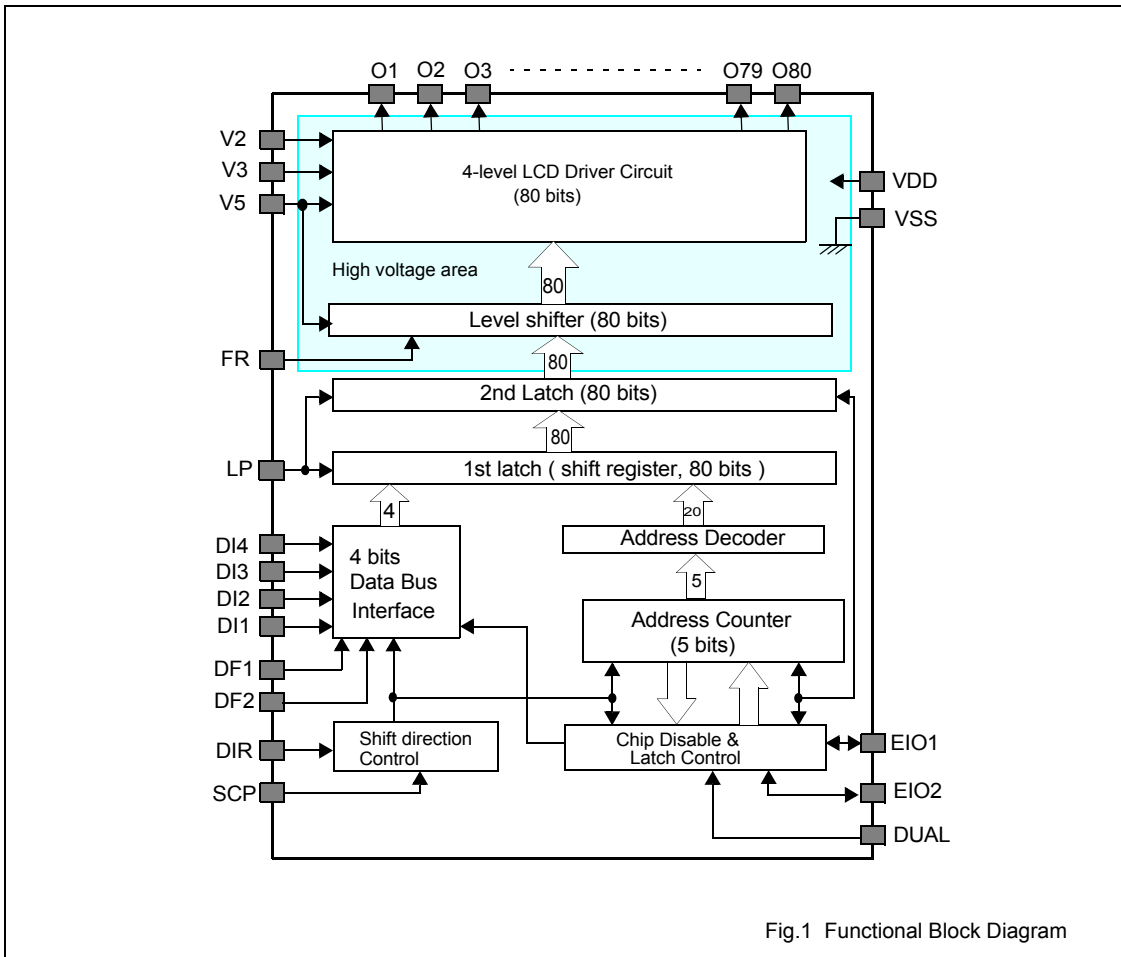 O1 O2 O3 - - - - - - - - - - - - - - - - O79 O80
V2
V3
V5
4-level LCD Driver Circuit
(80 bits)
VDD
VSS
High voltage area
80
Level shifter (80 bits)
FR
80
2nd Latch (80 bits)
80
LP
1st latch ( shift register, 80 bits )
4
20
Address Decoder
DI4
DI3
DI2
DI1
4 bits
Data Bus
Interface
5
Address Counter
(5 bits)
DF1
DF2
DIR
SCP
Shift direction
Control
Chip Disable &
Latch Control
EIO1
EIO2
DUAL
Fig.1 Functional Block Diagram